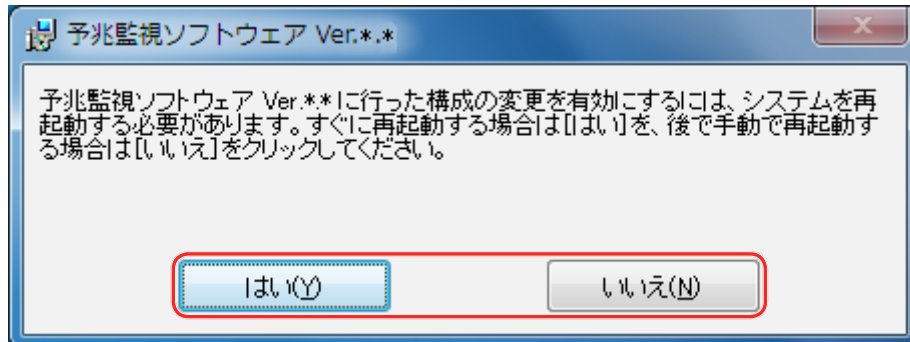 予兆監視ソフトウェア Ver.*.*
予兆監視ソフトウェア Ver.*.*に行った構成の変更を有効にするには、システムを再
起動する必要があります。すぐに再起動する場合は[はい]を、後で手動で再起動す
る場合は[いいえ]をクリックしてください。
はい(Y) いいえ(N)